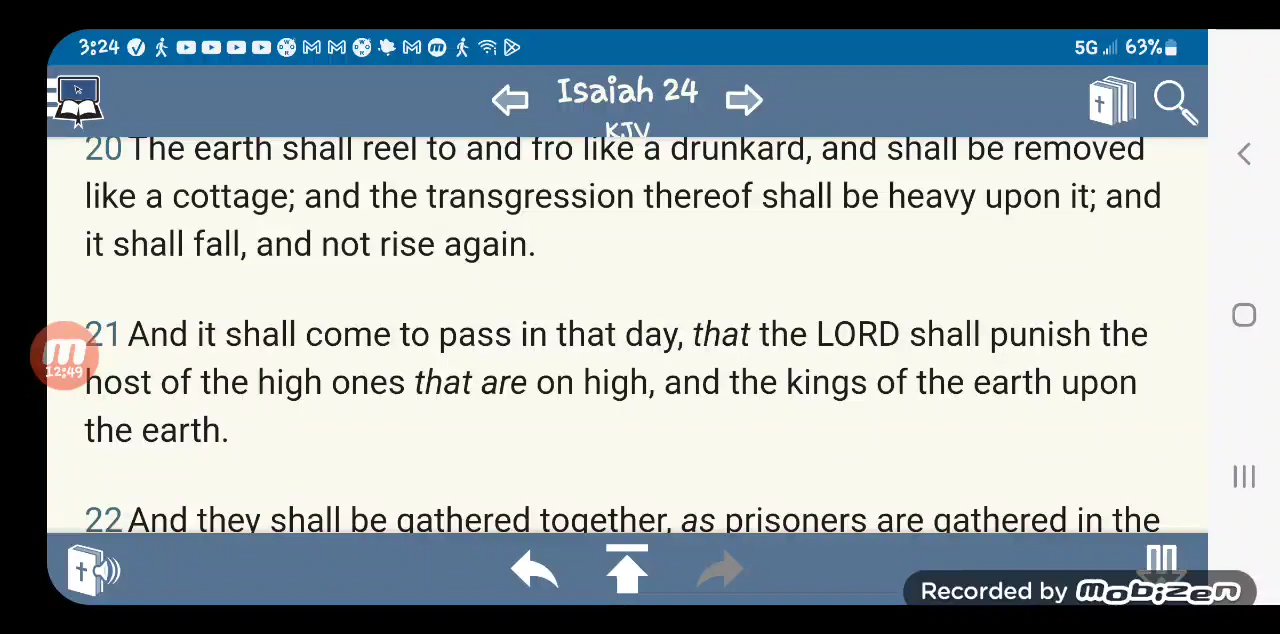 3:24
5G 63%
Isaiah 24
KJV
20 The earth shall reel to and fro like a drunkard, and shall be removed
like a cottage; and the transgression thereof shall be heavy upon it; and
it shall fall, and not rise again.
21 And it shall come to pass in that day, that the LORD shall punish the
host of the high ones that are on high, and the kings of the earth upon
the earth.
12:49
22 And they shall be gathered together, as prisoners are gathered in the
Recorded by MOBIZEN